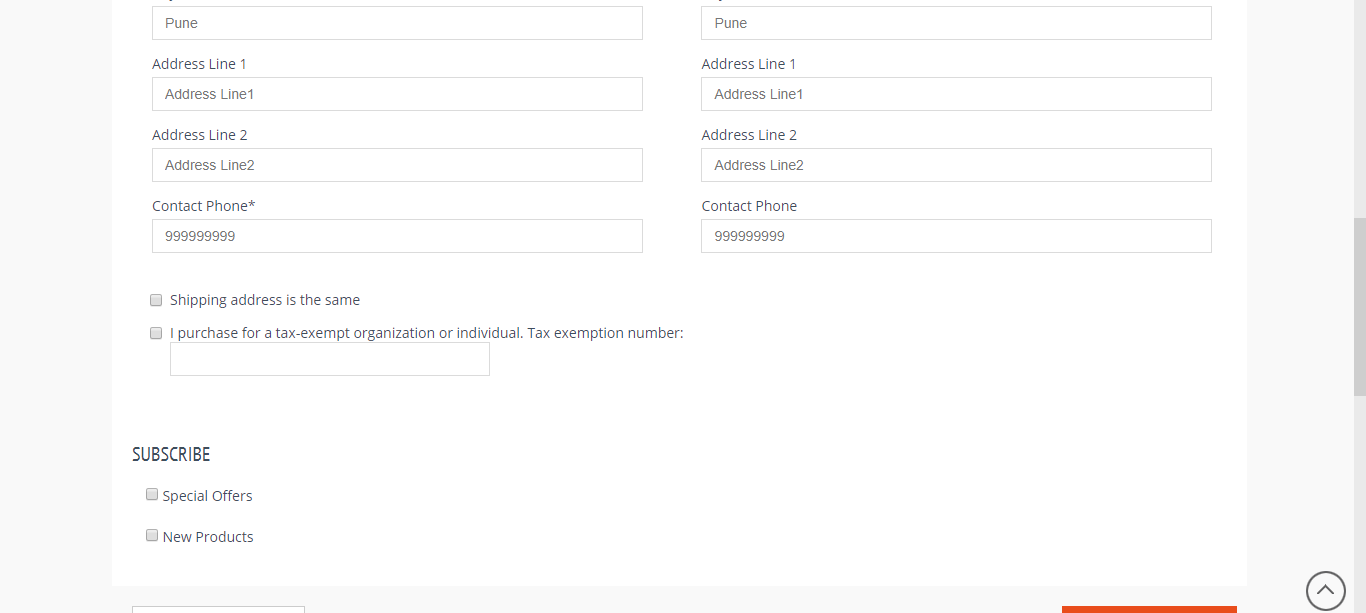 Pune Pune
Address Line 1 Address Line 1
Address Line1 Address Line1
Address Line 2 Address Line 2
Address Line2 Address Line2
Contact Phone* Contact Phone
999999999 999999999
Shipping address is the same
I purchase for a tax-exempt organization or individual. Tax exemption number:
SUBSCRIBE
Special Offers
New Products